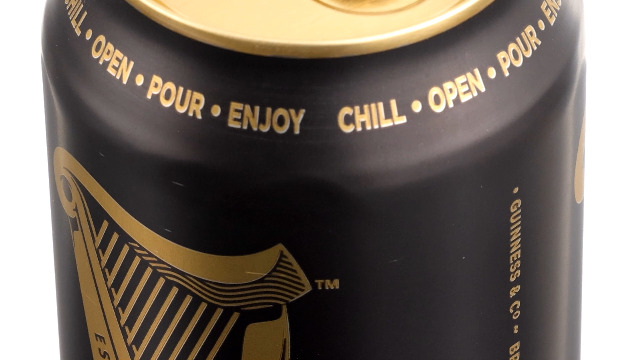 CHILL • OPEN • POUR • ENJOY CHILL • OPEN • POUR •
TM
• GUINNESS & Co